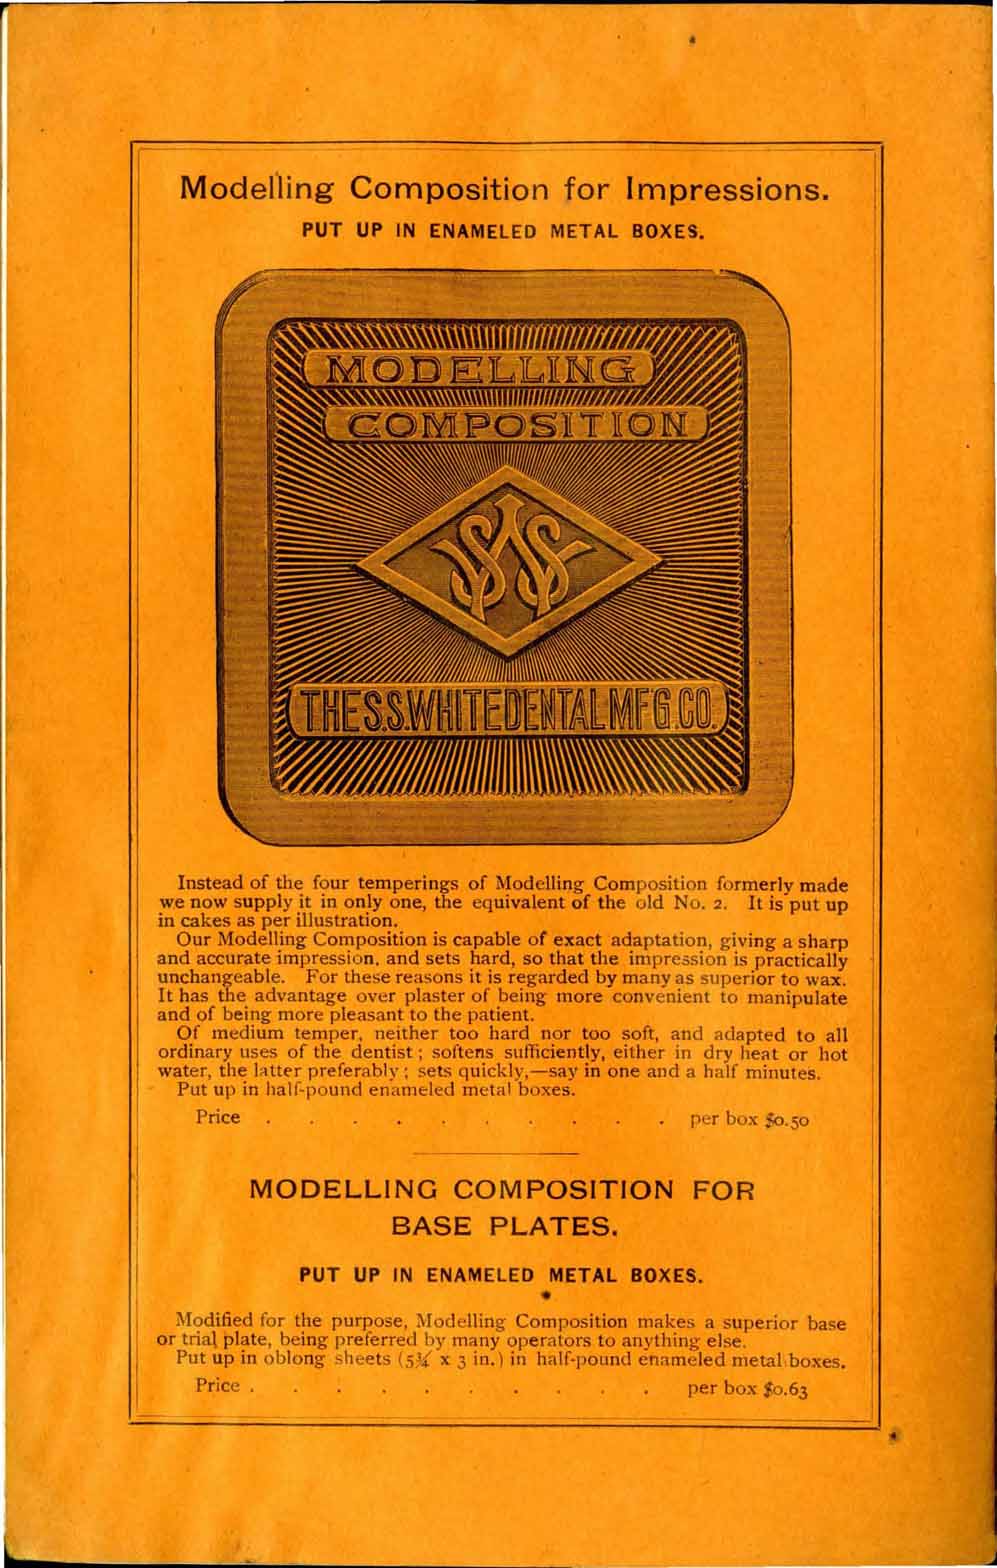 Modelling Composition for Impressions.
PUT UP IN ENAMELED METAL BOXES.
MODELLING
COMPOSITION
SSW
THE S.S. WHITE DENTAL MFG. CO.
Instead of the four temperings of Modelling Composition formerly made
we now supply it in only one, the equivalent of the old No. 2. It is put up
in cakes as per illustration.
Our Modelling Composition is capable of exact adaptation, giving a sharp
and accurate impression, and sets hard, so that the impression is practically
unchangeable. For these reasons it is regarded by many as superior to wax.
It has the advantage over plaster of being more convenient to manipulate
and of being more pleasant to the patient.
Of medium temper, neither too hard nor too soft, and adapted to all
ordinary uses of the dentist; softens sufficiently, either in dry heat or hot
water, the latter preferably; sets quickly,—say in one and a half minutes.
Put up in half-pound enameled metal boxes.
Price . . . . . . . . . . per box $0.50
MODELLING COMPOSITION FOR
BASE PLATES.
PUT UP IN ENAMELED METAL BOXES.
Modified for the purpose, Modelling Composition makes a superior base
or trial plate, being preferred by many operators to anything else.
Put up in oblong sheets (5¼ x 3 in.) in half-pound enameled metal boxes.
Price . . . . . . . . . . per box $0.63